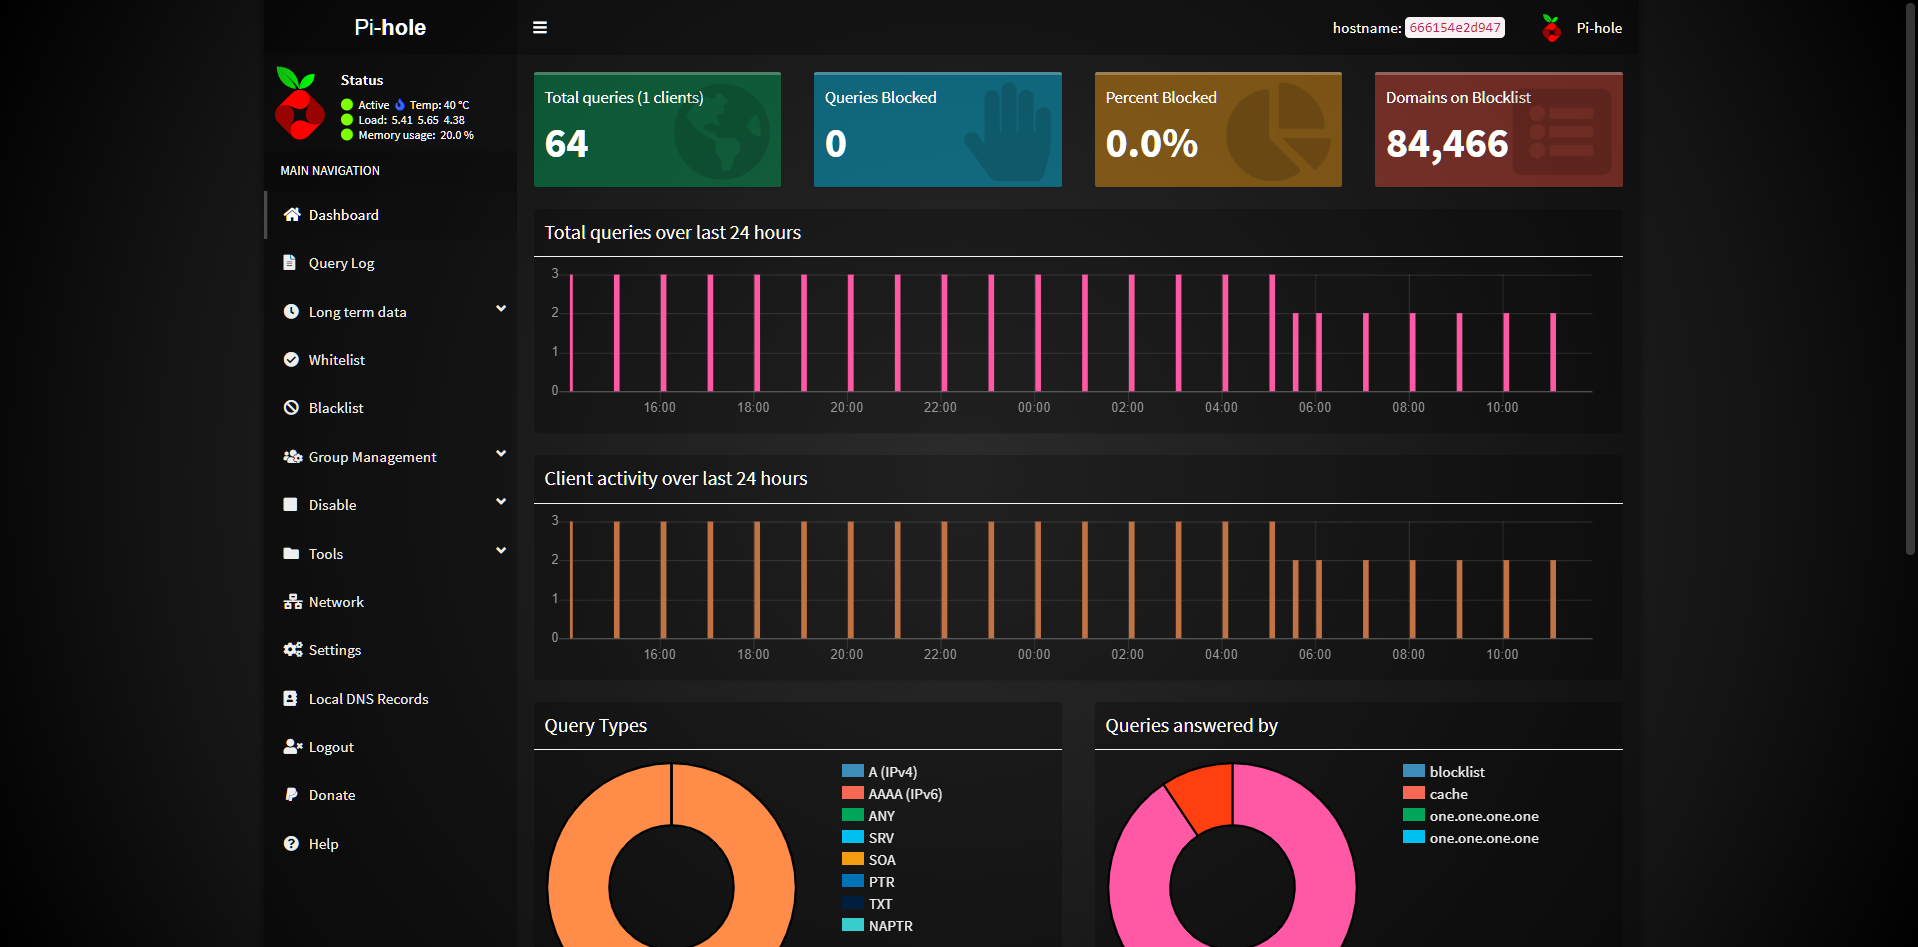 Pi-hole
hostname: 666154e2d947
Pi-hole
Status
Active Temp: 40 °C
Load: 5.41 5.65 4.38
Memory usage: 20.0 %
MAIN NAVIGATION
Dashboard
Query Log
Long term data
Whitelist
Blacklist
Group Management
Disable
Tools
Network
Settings
Local DNS Records
Logout
Donate
Help
Total queries (1 clients)
64
Queries Blocked
0
Percent Blocked
0.0%
Domains on Blocklist
84,466
Total queries over last 24 hours
3
2
1
0
16:00 18:00 20:00 22:00 00:00 02:00 04:00 06:00 08:00 10:00
Client activity over last 24 hours
3
2
1
0
16:00 18:00 20:00 22:00 00:00 02:00 04:00 06:00 08:00 10:00
Query Types
A (IPv4)
AAAA (IPv6)
ANY
SRV
SOA
PTR
TXT
NAPTR
Queries answered by
blocklist
cache
one.one.one.one
one.one.one.one